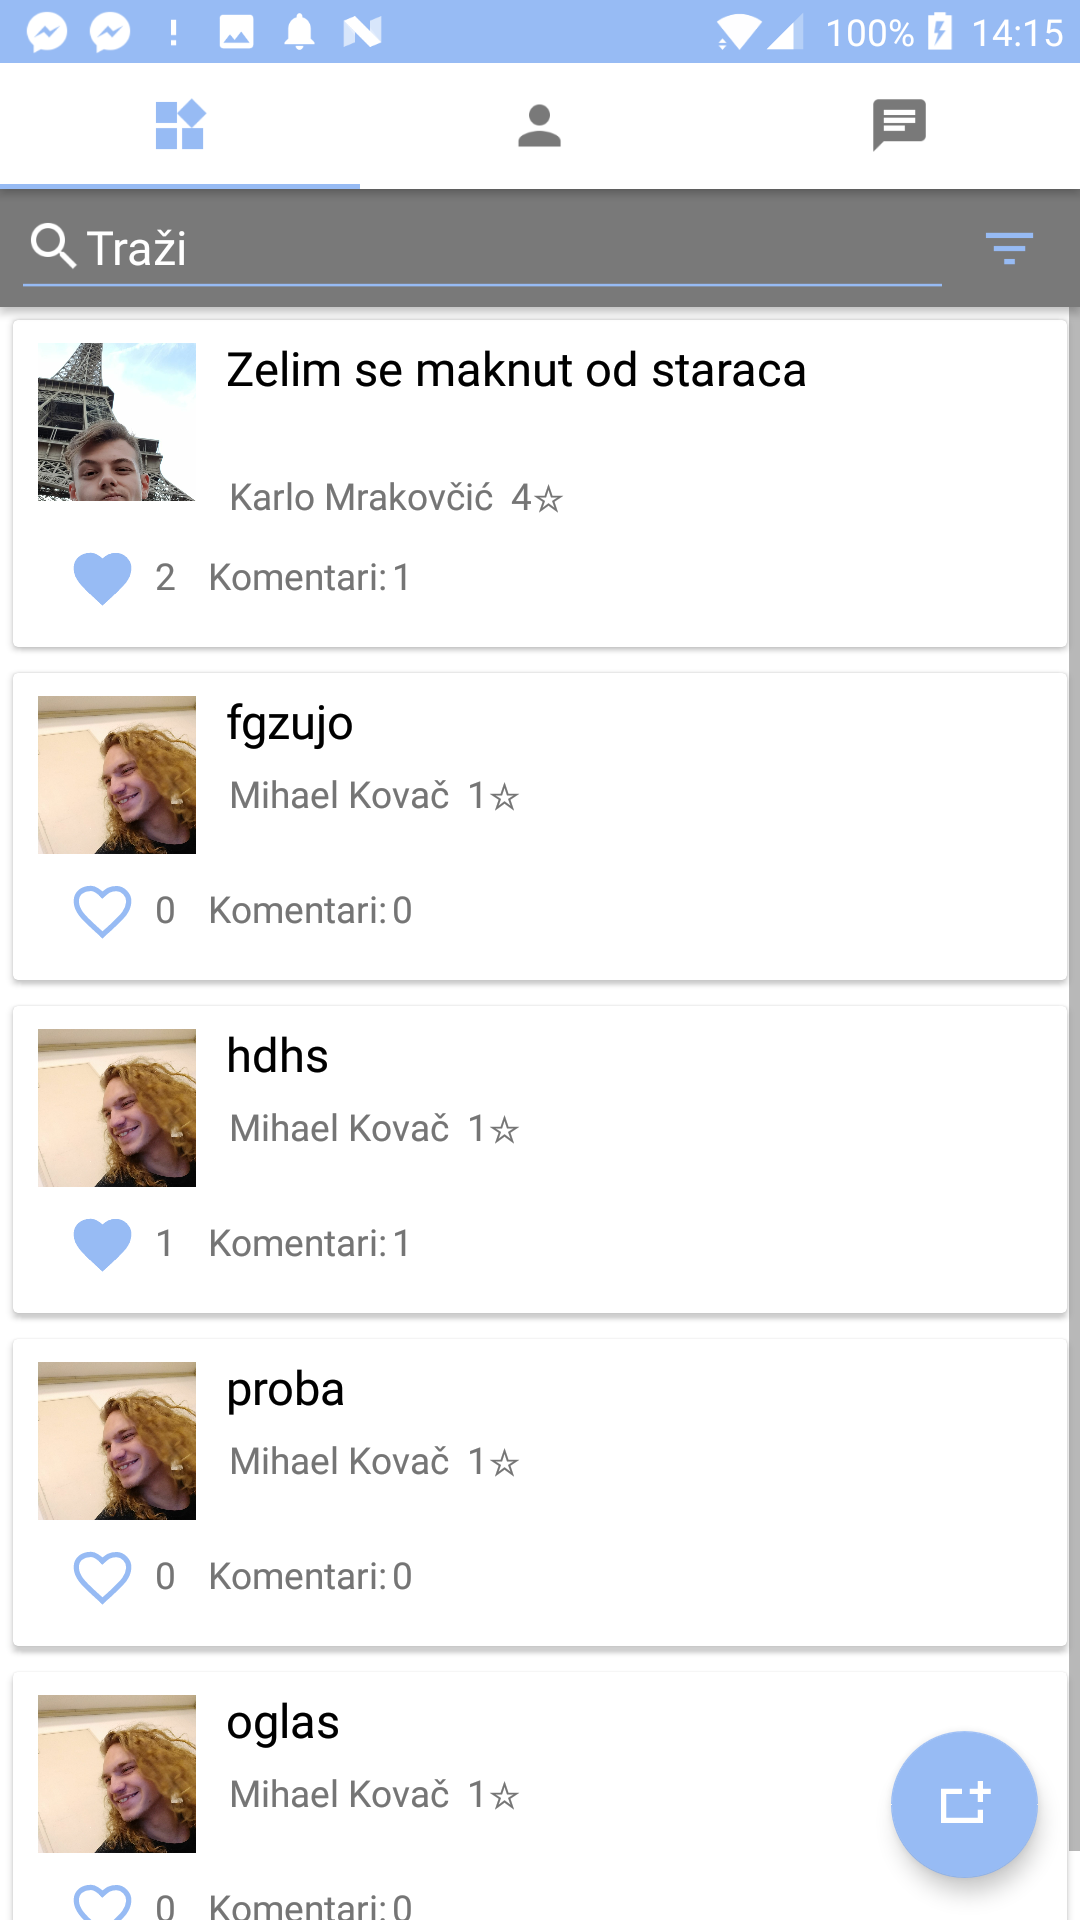 100% 14:15
Traži
Zelim se maknut od staraca
Karlo Mrakovčić 4☆
2 Komentari: 1
fgzujo
Mihael Kovač 1☆
0 Komentari: 0
hdhs
Mihael Kovač 1☆
1 Komentari: 1
proba
Mihael Kovač 1☆
0 Komentari: 0
oglas
Mihael Kovač 1☆
0 Komentari: 0